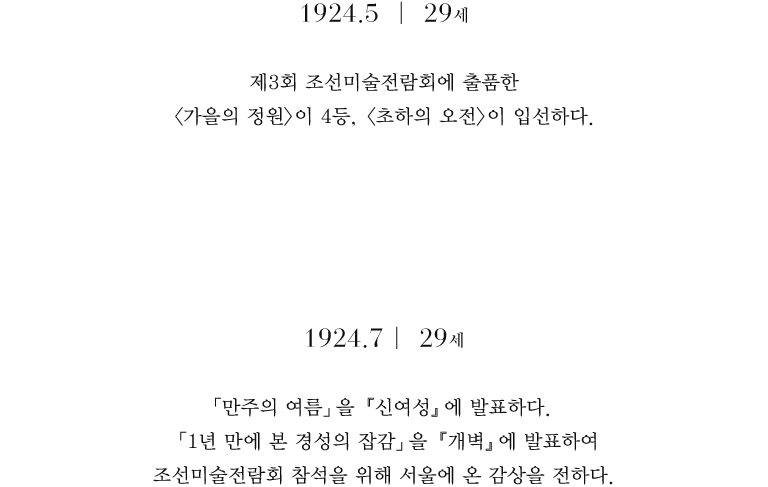 1924.5 | 29세
제3회 조선미술전람회에 출품한
〈가을의 정원〉이 4등, 〈초하의 오전〉이 입선하다.
1924.7 | 29세
「만주의 여름」을 『신여성』에 발표하다.
「1년 만에 본 경성의 잡감」을 『개벽』에 발표하여
조선미술전람회 참석을 위해 서울에 온 감상을 전하다.